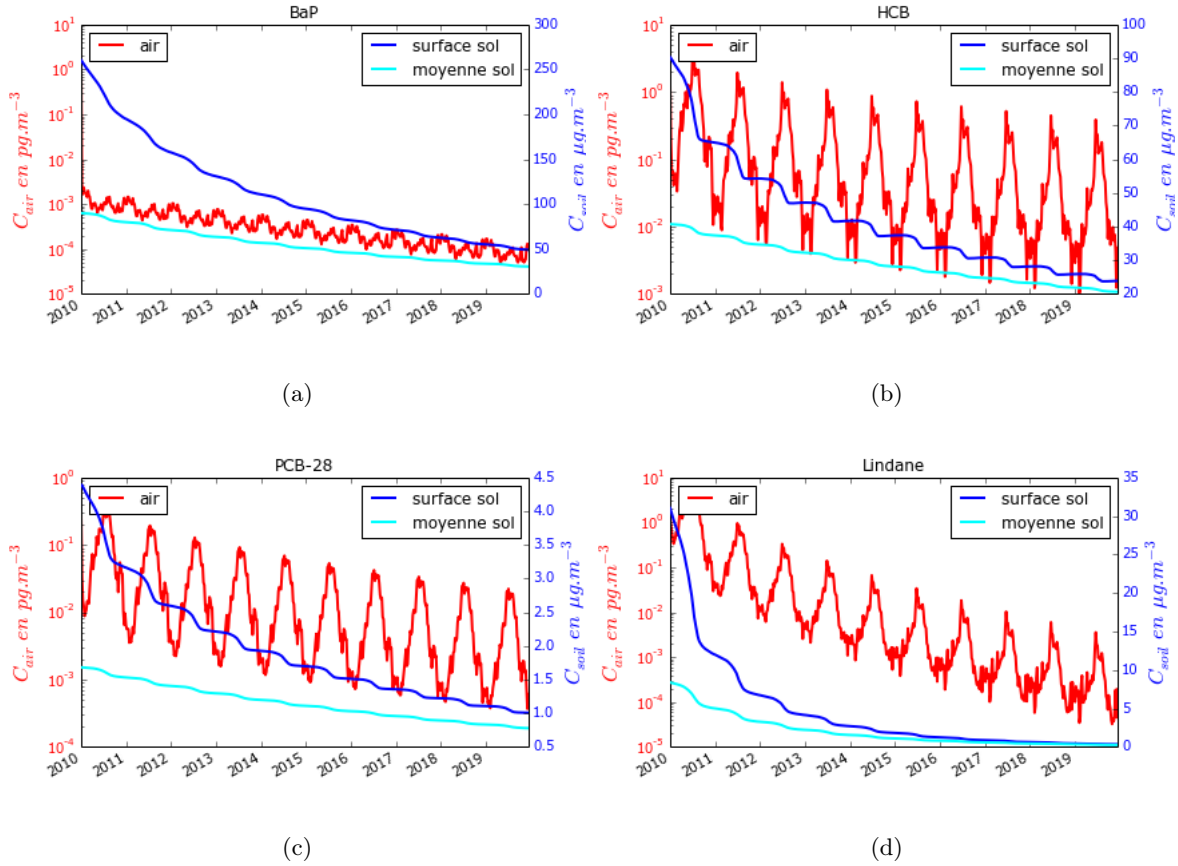 BaP
air
surface sol
moyenne sol
10^1
10^0
10^-1
10^-2
10^-3
10^-4
10^-5
C_air en pg.m^-3
300
250
200
150
100
50
0
C_soil en µg.m^-3
2010 2011 2012 2013 2014 2015 2016 2017 2018 2019
(a)
HCB
air
surface sol
moyenne sol
10^1
10^0
10^-1
10^-2
10^-3
C_air en pg.m^-3
100
90
80
70
60
50
40
30
20
C_soil en µg.m^-3
2010 2011 2012 2013 2014 2015 2016 2017 2018 2019
(b)
PCB-28
air
surface sol
moyenne sol
10^0
10^-1
10^-2
10^-3
10^-4
C_air en pg.m^-3
4.5
4.0
3.5
3.0
2.5
2.0
1.5
1.0
0.5
C_soil en µg.m^-3
2010 2011 2012 2013 2014 2015 2016 2017 2018 2019
(c)
Lindane
air
surface sol
moyenne sol
10^1
10^0
10^-1
10^-2
10^-3
10^-4
10^-5
C_air en pg.m^-3
35
30
25
20
15
10
5
0
C_soil en µg.m^-3
2010 2011 2012 2013 2014 2015 2016 2017 2018 2019
(d)